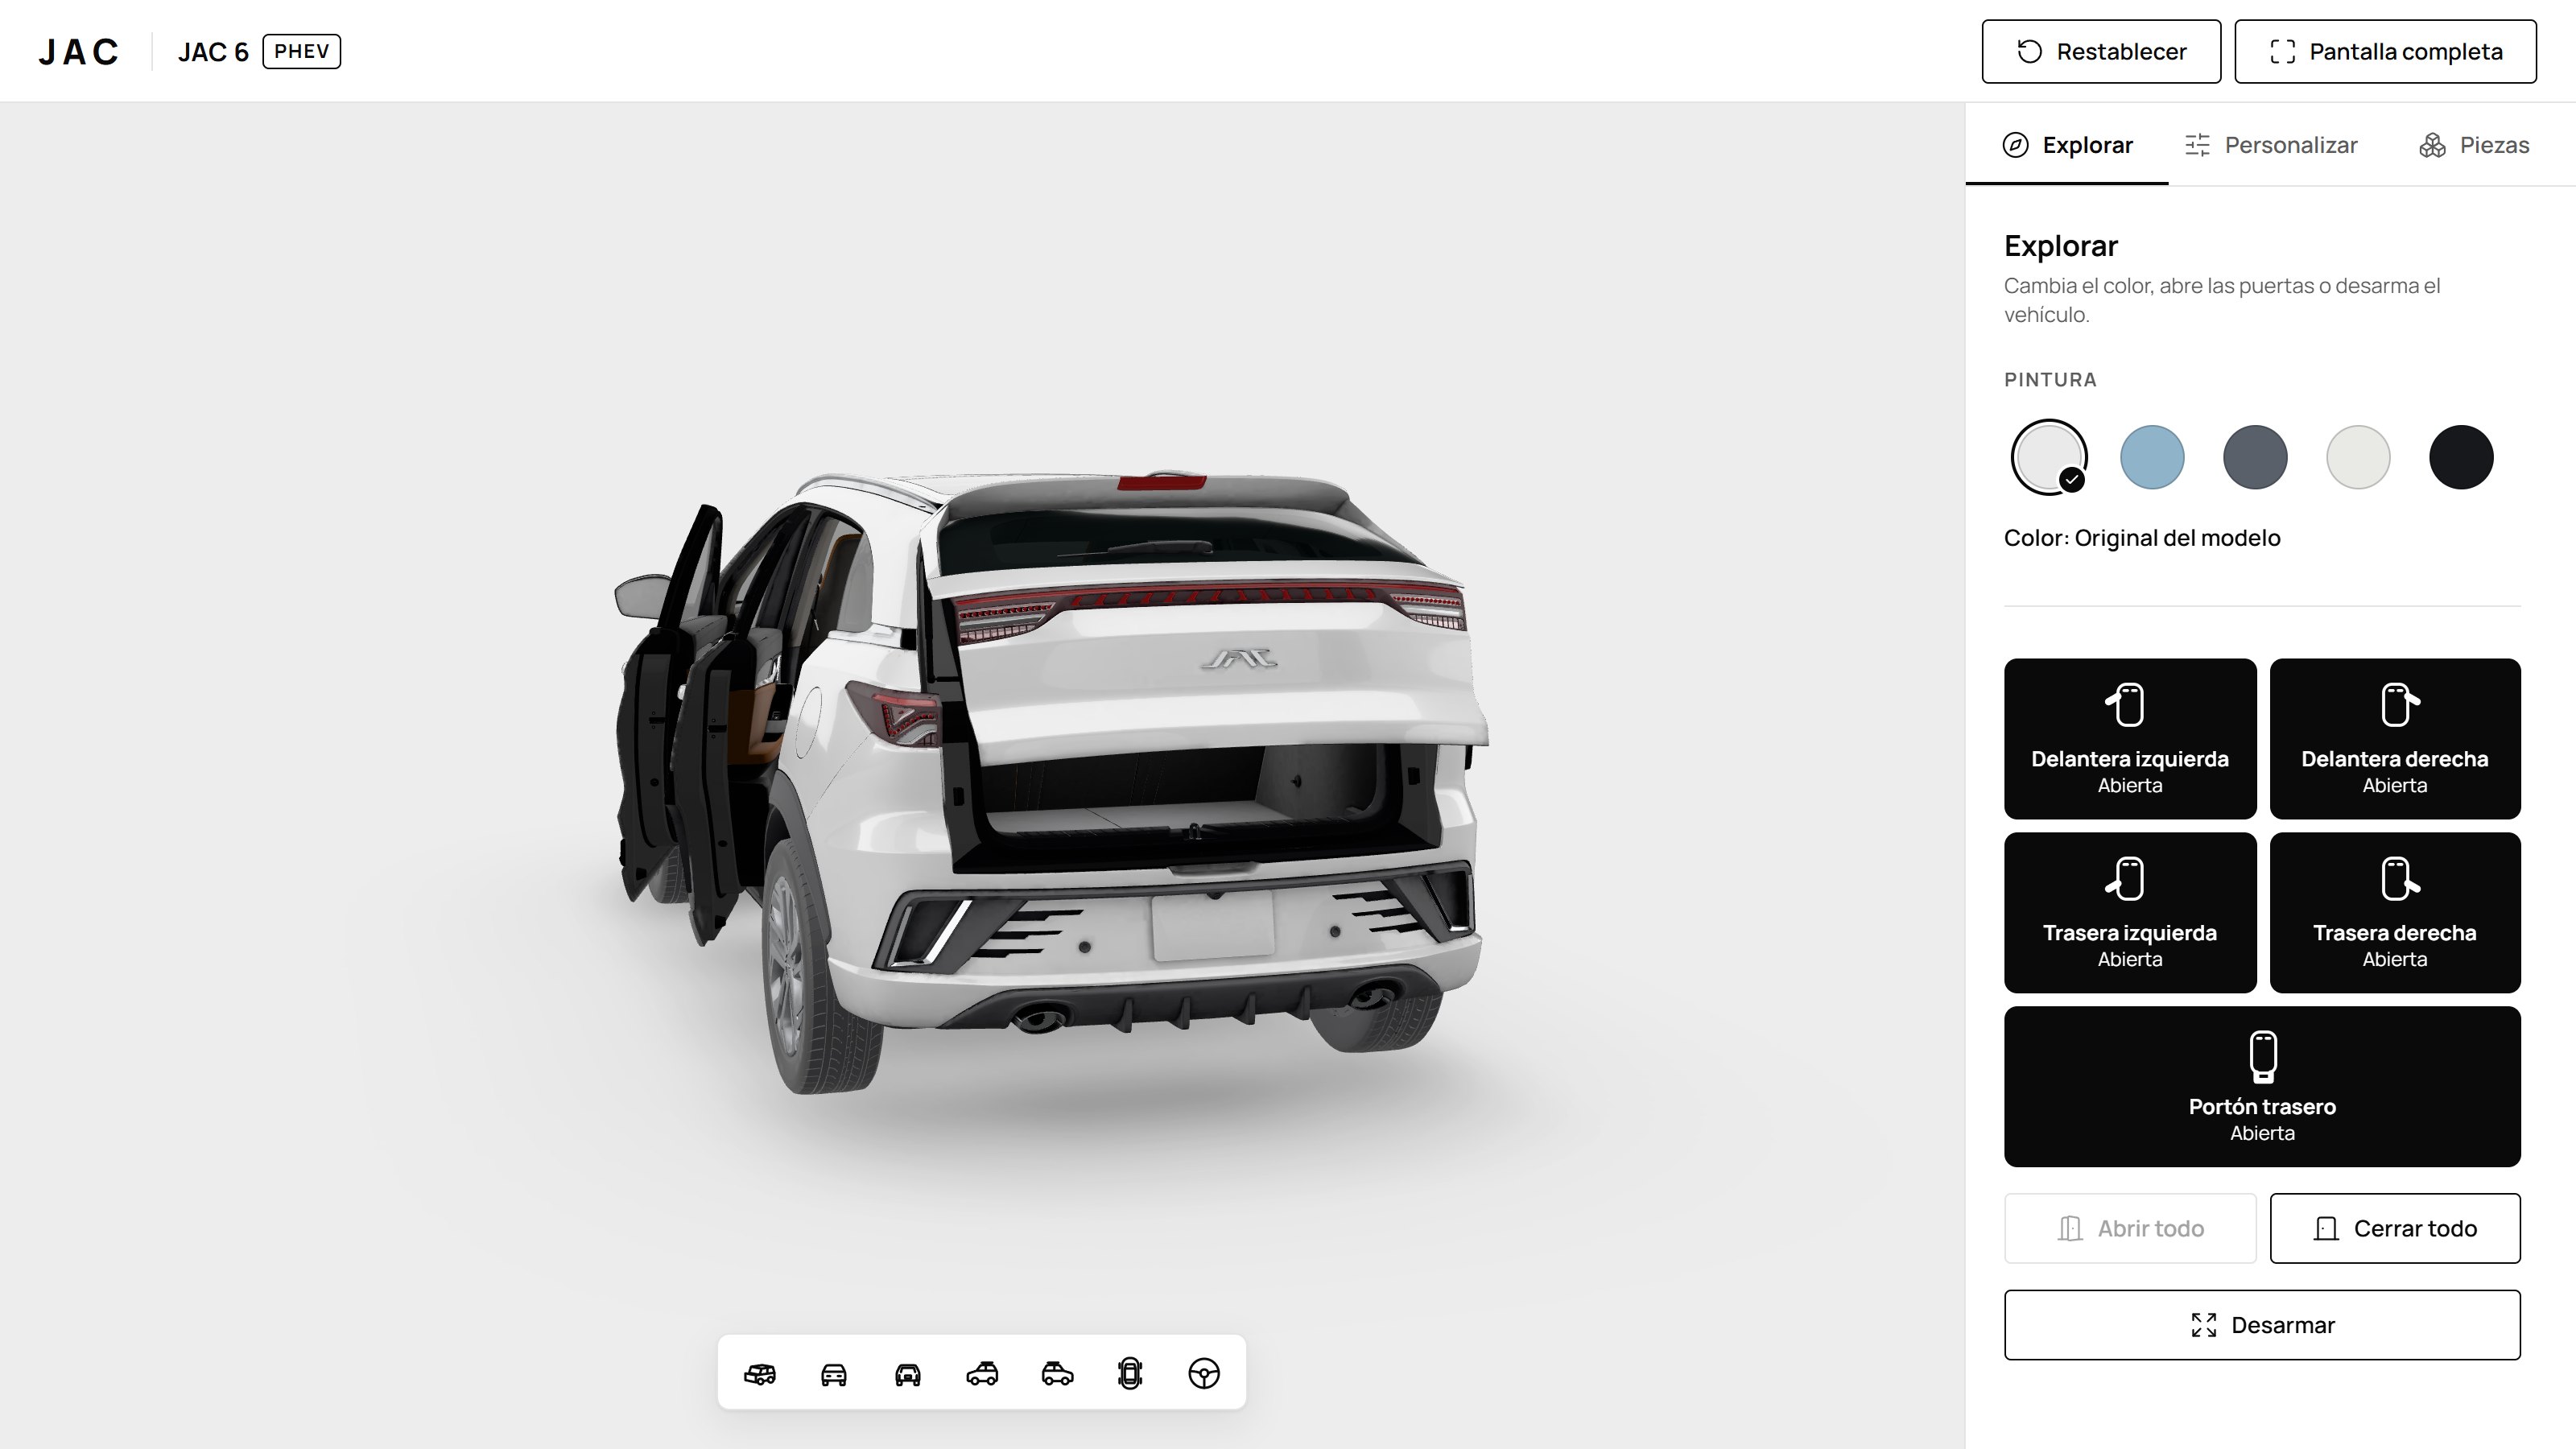 JAC
JAC 6 PHEV
Restablecer
Pantalla completa
Explorar
Personalizar
Piezas
Explorar
Cambia el color, abre las puertas o desarma el
vehículo.
PINTURA
Color: Original del modelo
JAC
Delantera izquierda
Abierta
Delantera derecha
Abierta
Trasera izquierda
Abierta
Trasera derecha
Abierta
Portón trasero
Abierta
Abrir todo
Cerrar todo
Desarmar